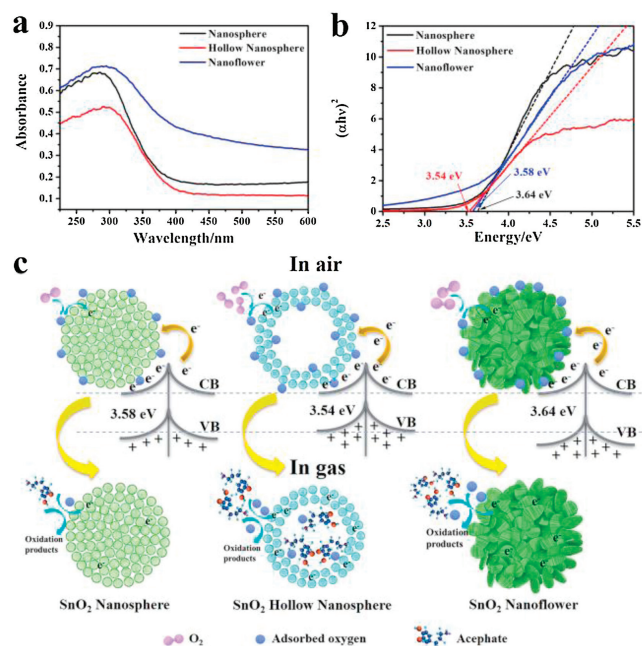 a
Nanosphere
Hollow Nanosphere
Nanoflower
0.9
0.8
0.7
0.6
0.5
0.4
0.3
0.2
0.1
Absorbance
250 300 350 400 450 500 550 600
Wavelength/nm
b
Nanosphere
Hollow Nanosphere
Nanoflower
12
10
8
6
4
2
0
(αhν)²
3.54 eV
3.58 eV
3.64 eV
2.5 3.0 3.5 4.0 4.5 5.0 5.5
Energy/eV
c
In air
e⁻ e⁻ e⁻
e⁻ e⁻ e⁻
e⁻ e⁻ e⁻ e⁻ e⁻ e⁻ e⁻ e⁻ e⁻
CB CB CB
3.58 eV 3.54 eV 3.64 eV
VB VB VB
+ + + + + + + + + + + + + + + + + + + + + + + +
In gas
e⁻ e⁻ e⁻
e⁻ e⁻ e⁻ e⁻ e⁻
Oxidation products
Oxidation products
Oxidation products
e⁻ e⁻ e⁻ e⁻
SnO₂ Nanosphere SnO₂ Hollow Nanosphere SnO₂ Nanoflower
O₂ Adsorbed oxygen Acephate